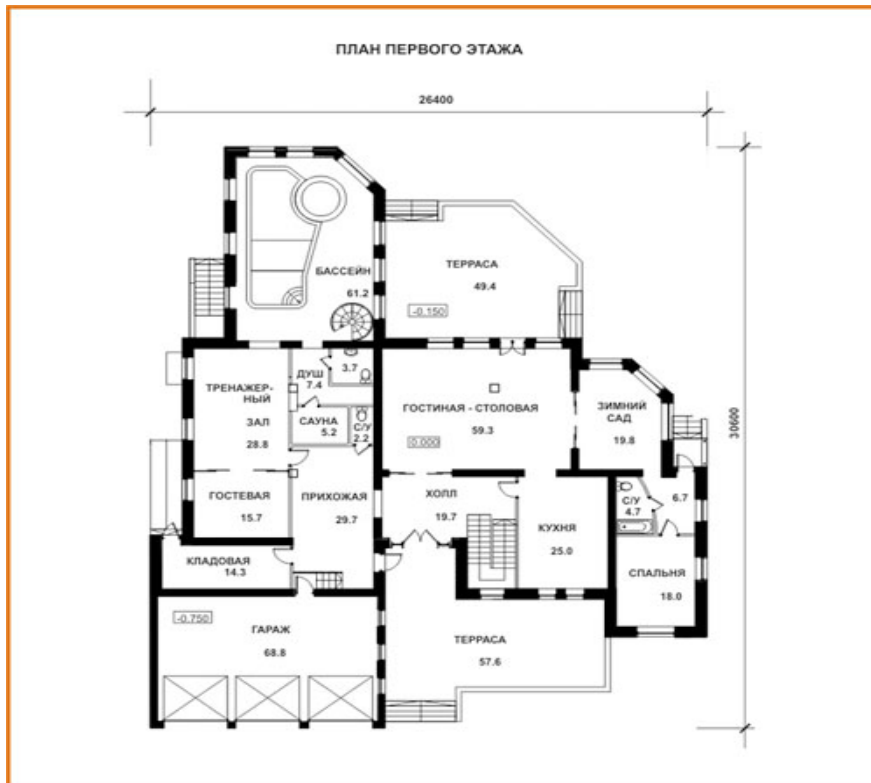 ПЛАН ПЕРВОГО ЭТАЖА
26400
30600
БАССЕЙН
61.2
ТЕРРАСА
49.4
-0.150
ТРЕНАЖЕР-
НЫЙ
ЗАЛ
28.8
ДУШ
7.4
3.7
САУНА
5.2
С/У
2.2
ГОСТИНАЯ - СТОЛОВАЯ
59.3
0.000
ЗИМНИЙ
САД
19.8
ГОСТЕВАЯ
15.7
ПРИХОЖАЯ
29.7
ХОЛЛ
19.7
КУХНЯ
25.0
С/У
4.7
6.7
КЛАДОВАЯ
14.3
СПАЛЬНЯ
18.0
-0.750
ГАРАЖ
68.8
ТЕРРАСА
57.6